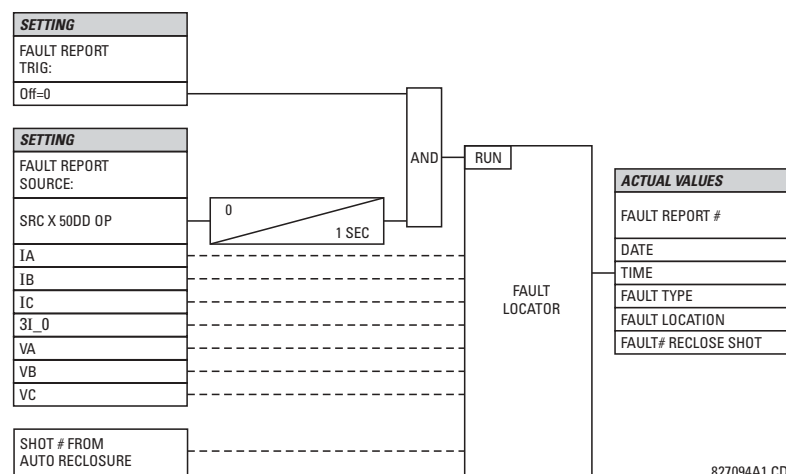 SETTING
FAULT REPORT
TRIG:
Off=0
SETTING
FAULT REPORT
SOURCE:
SRC X 50DD OP
IA
IB
IC
3I_0
VA
VB
VC
SHOT # FROM
AUTO RECLOSURE
0
1 SEC
AND
RUN
FAULT
LOCATOR
ACTUAL VALUES
FAULT REPORT #
DATE
TIME
FAULT TYPE
FAULT LOCATION
FAULT# RECLOSE SHOT
827094A1.CD